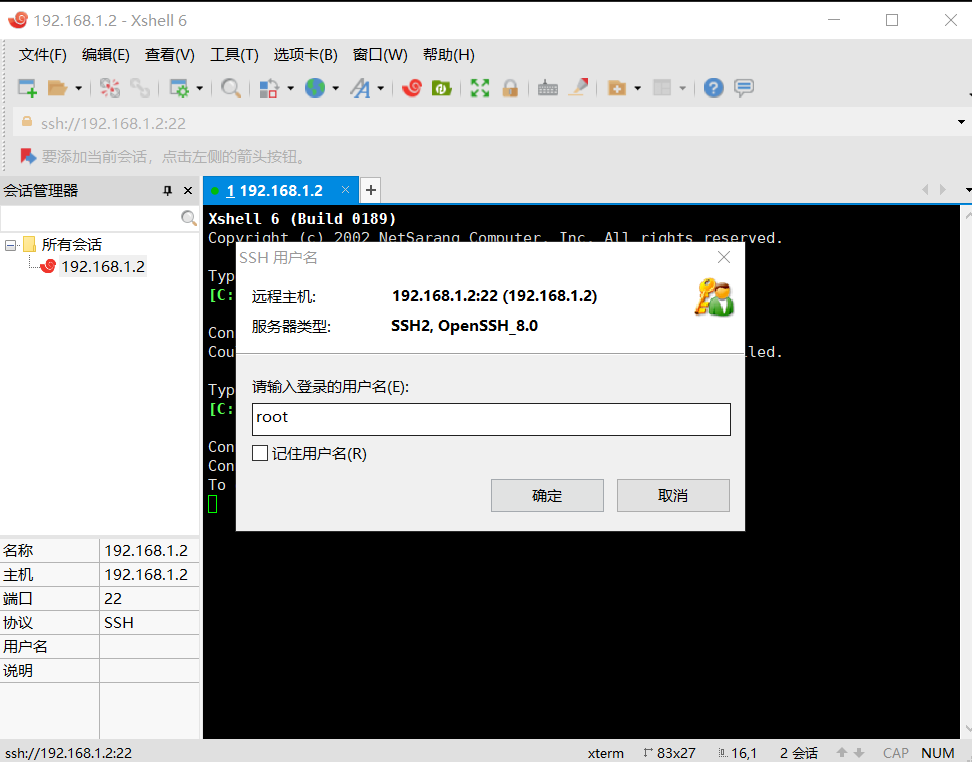 192.168.1.2 - Xshell 6
文件(F) 编辑(E) 查看(V) 工具(T) 选项卡(B) 窗口(W) 帮助(H)
ssh://192.168.1.2:22
要添加当前会话，点击左侧的箭头按钮。
会话管理器
1 192.168.1.2
所有会话
192.168.1.2
Xshell 6 (Build 0189)
Copyright (c) 2002 NetSarang Computer, Inc. All rights reserved.
Typ
[C:
Con
Cou led.
Typ
[C:
Con
Con
To
SSH 用户名
远程主机: 192.168.1.2:22 (192.168.1.2)
服务器类型: SSH2, OpenSSH_8.0
请输入登录的用户名(E):
root
记住用户名(R)
确定 取消
名称 192.168.1.2
主机 192.168.1.2
端口 22
协议 SSH
用户名
说明
ssh://192.168.1.2:22 xterm 83x27 16,1 2 会话 CAP NUM